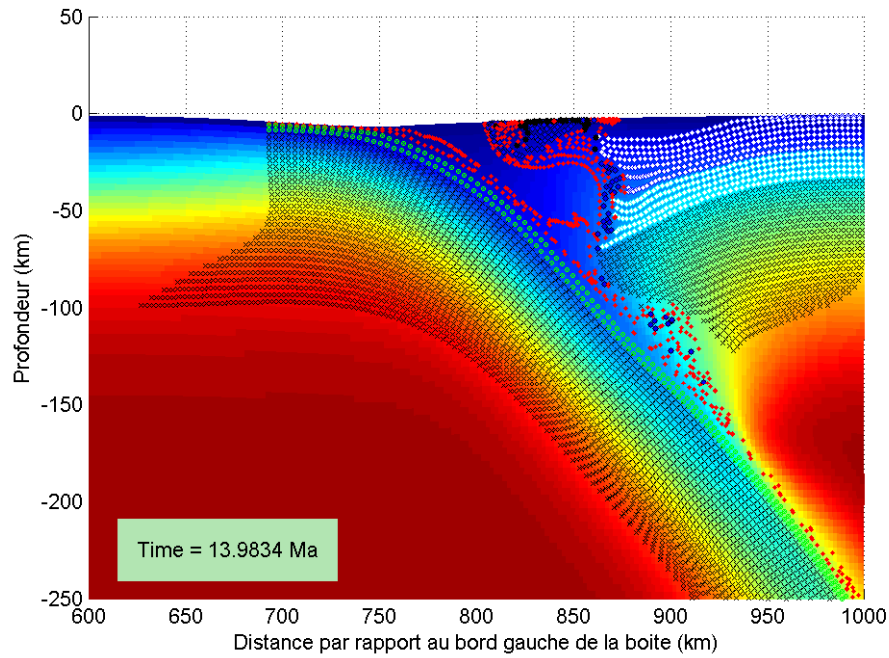 50
0
-50
-100
-150
-200
-250
Profondeur (km)
Time = 13.9834 Ma
600 650 700 750 800 850 900 950 1000
Distance par rapport au bord gauche de la boite (km)